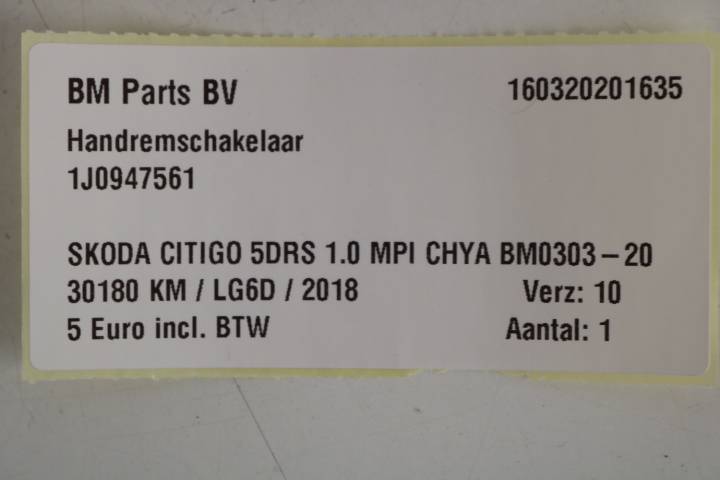 BM Parts BV 160320201635
Handremschakelaar
1J0947561
SKODA CITIGO 5DRS 1.0 MPI CHYA BM0303-20
30180 KM / LG6D / 2018 Verz: 10
5 Euro incl. BTW Aantal: 1